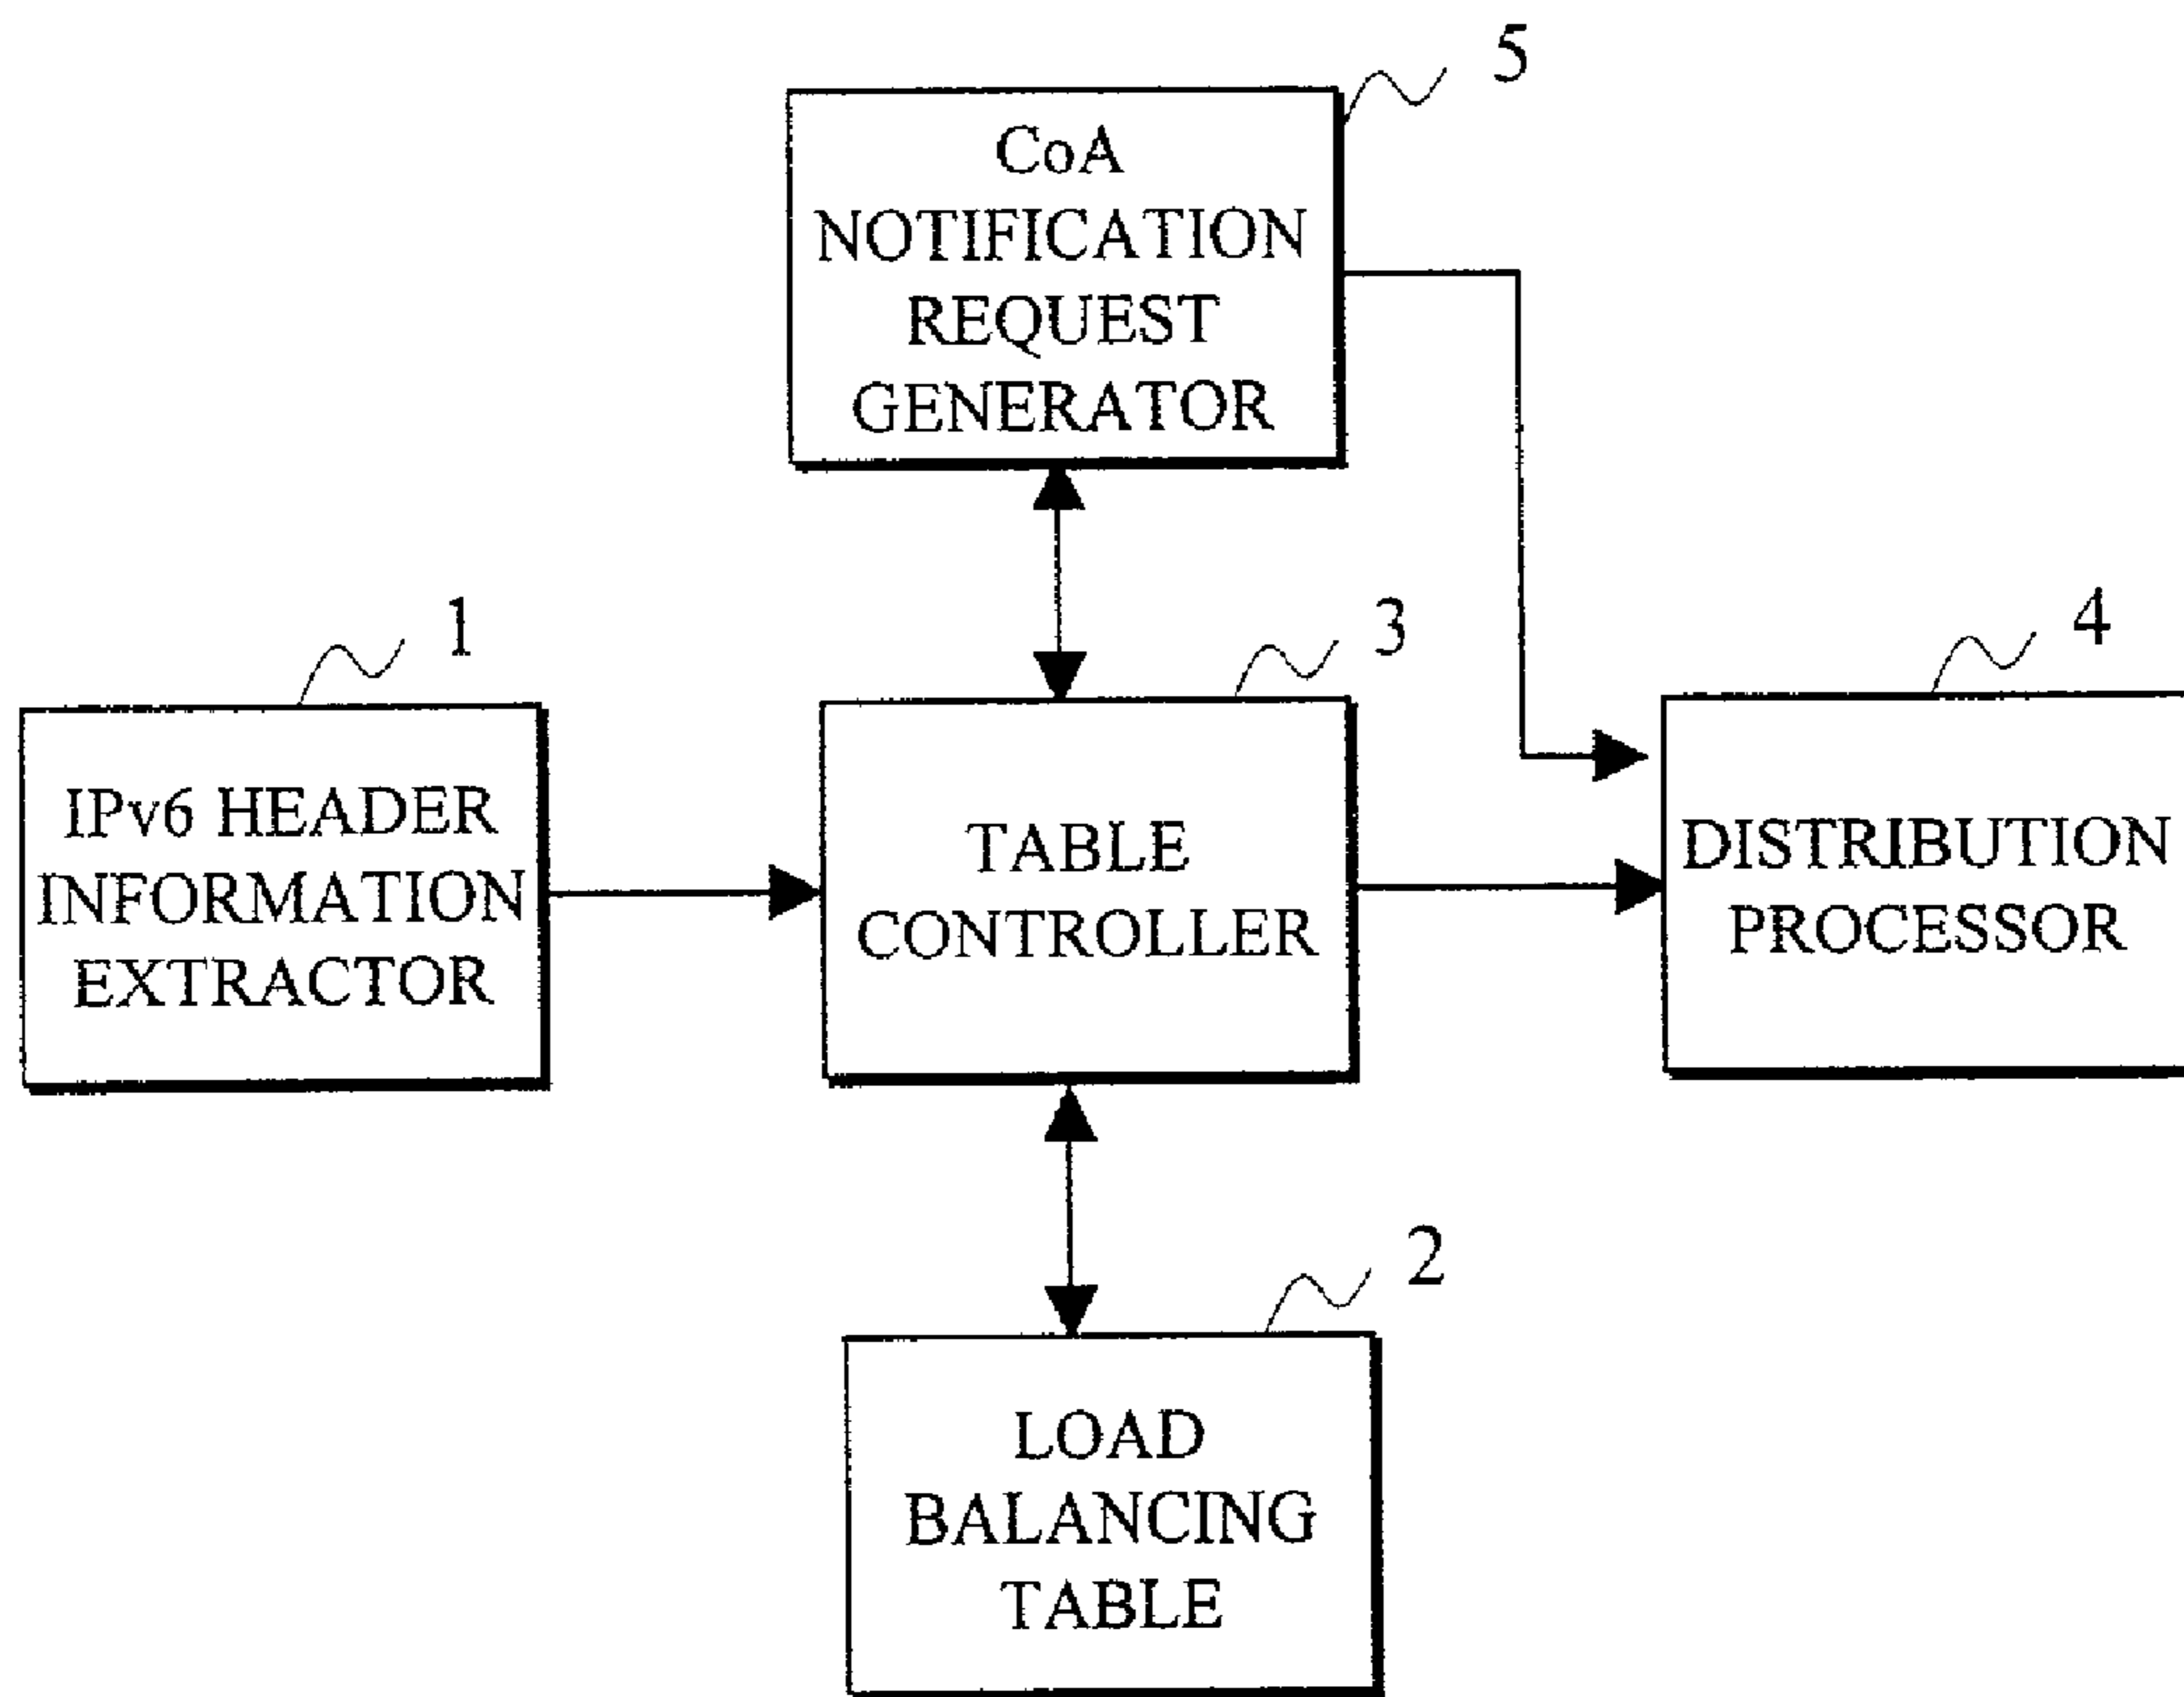 5
CoA
NOTIFICATION
REQUEST
GENERATOR
1
3
4
IPv6 HEADER
INFORMATION
EXTRACTOR
TABLE
CONTROLLER
DISTRIBUTION
PROCESSOR
2
LOAD
BALANCING
TABLE